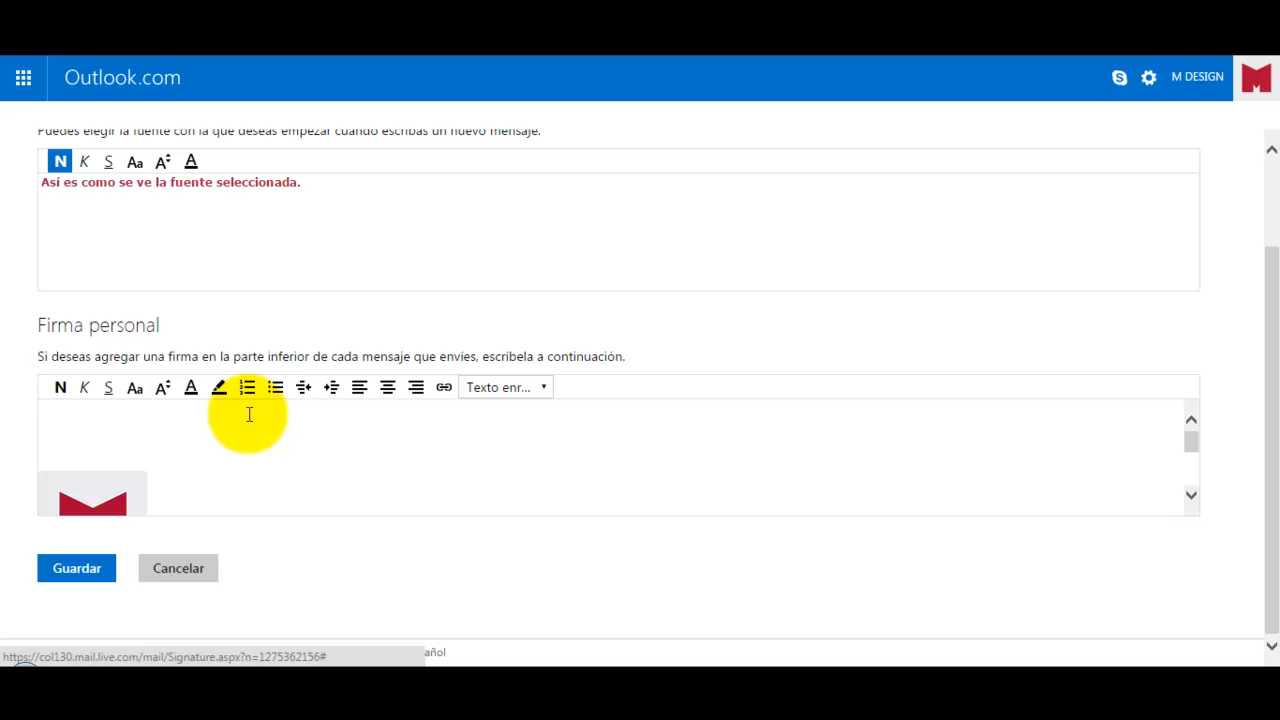 Outlook.com
M DESIGN
Puedes elegir la fuente con la que deseas empezar cuando escribas un nuevo mensaje.
N K S Aa A A
Así es como se ve la fuente seleccionada.
Firma personal
Si deseas agregar una firma en la parte inferior de cada mensaje que envíes, escríbela a continuación.
N K S Aa A A Texto enr...
Guardar Cancelar
https://col130.mail.live.com/mail/Signature.aspx?n=1275362156# añol